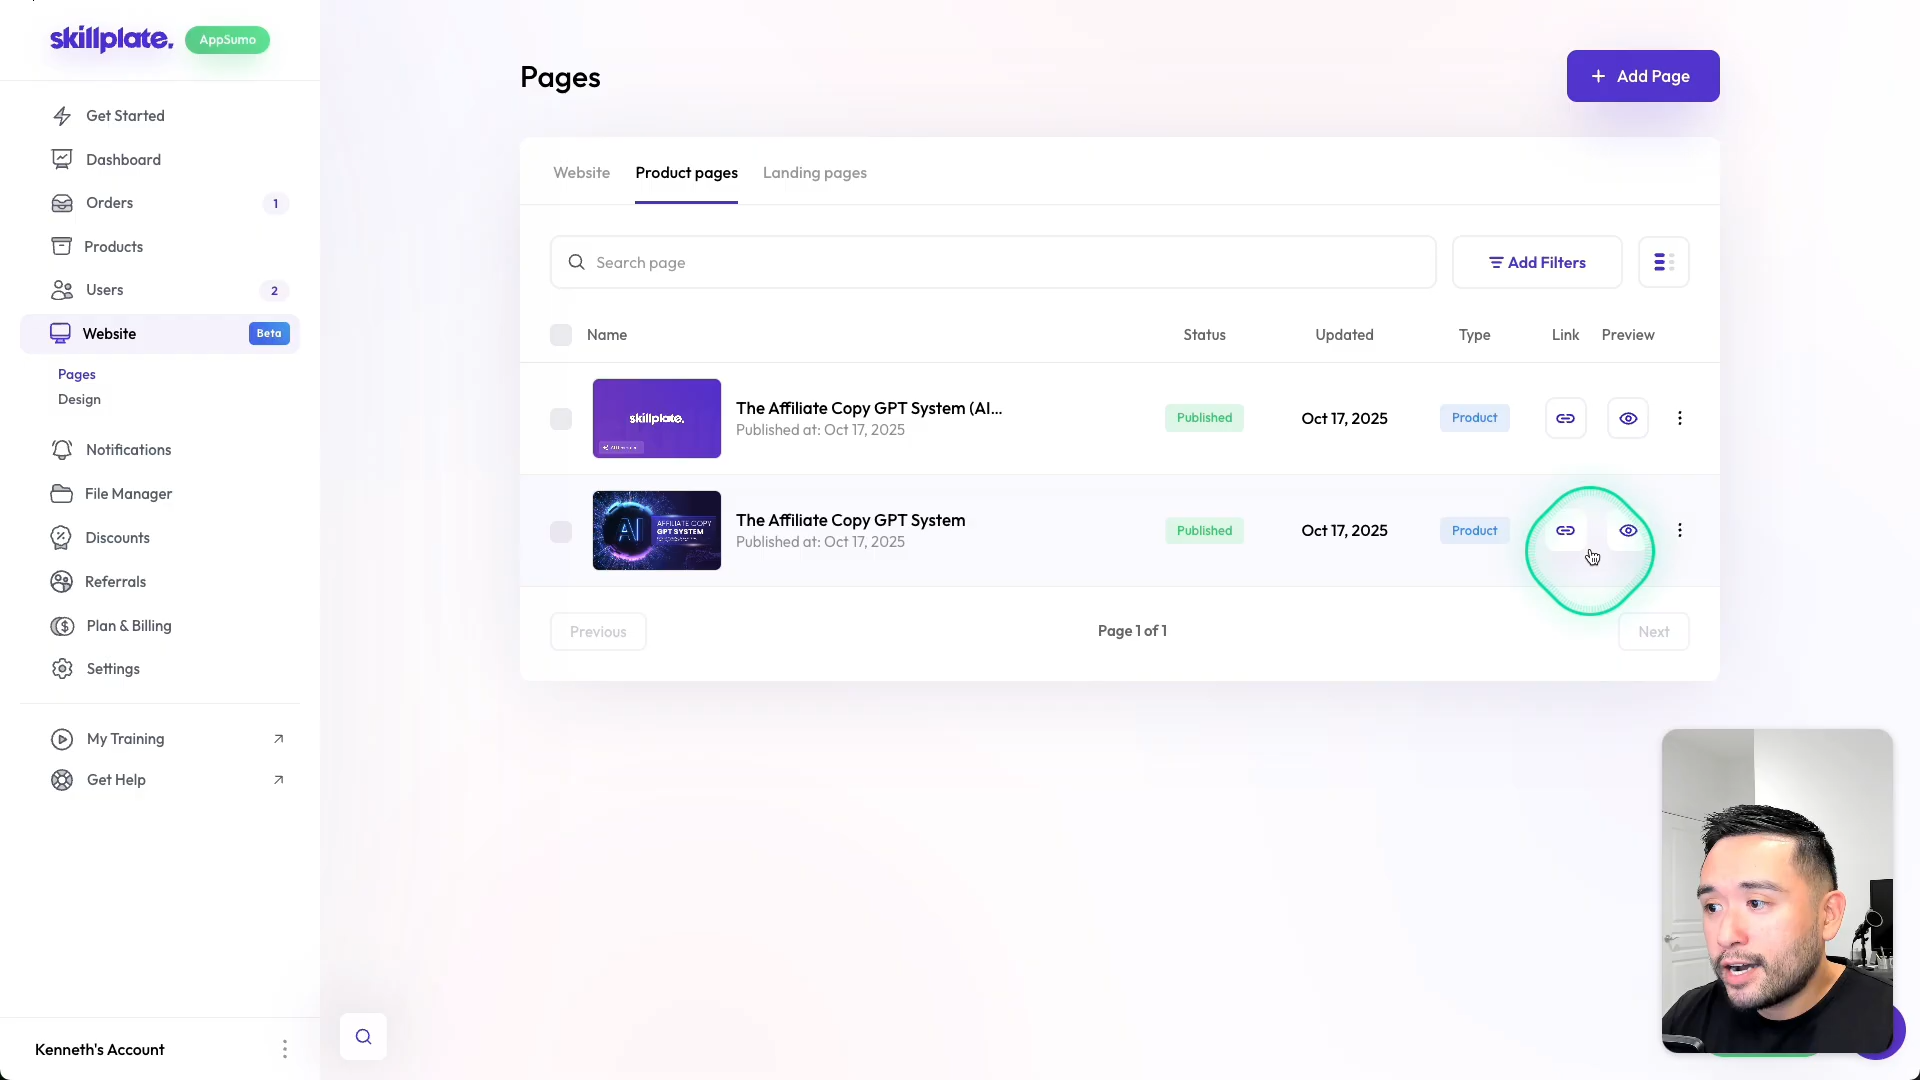 skillplate.
AppSumo
Get Started
Dashboard
Orders
1
Products
Users
2
Website
Beta
Pages
Design
Notifications
File Manager
Discounts
Referrals
Plan & Billing
Settings
My Training
Get Help
Kenneth's Account
Pages
Add Page
Website
Product pages
Landing pages
Search page
Add Filters
Name
Status
Updated
Type
Link
Preview
skillplate.
The Affiliate Copy GPT System (AI...
Published at: Oct 17, 2025
Published
Oct 17, 2025
Product
AI
AFFILIATE COPY
GPT SYSTEM
The Affiliate Copy GPT System
Published at: Oct 17, 2025
Published
Oct 17, 2025
Product
Previous
Page 1 of 1
Next